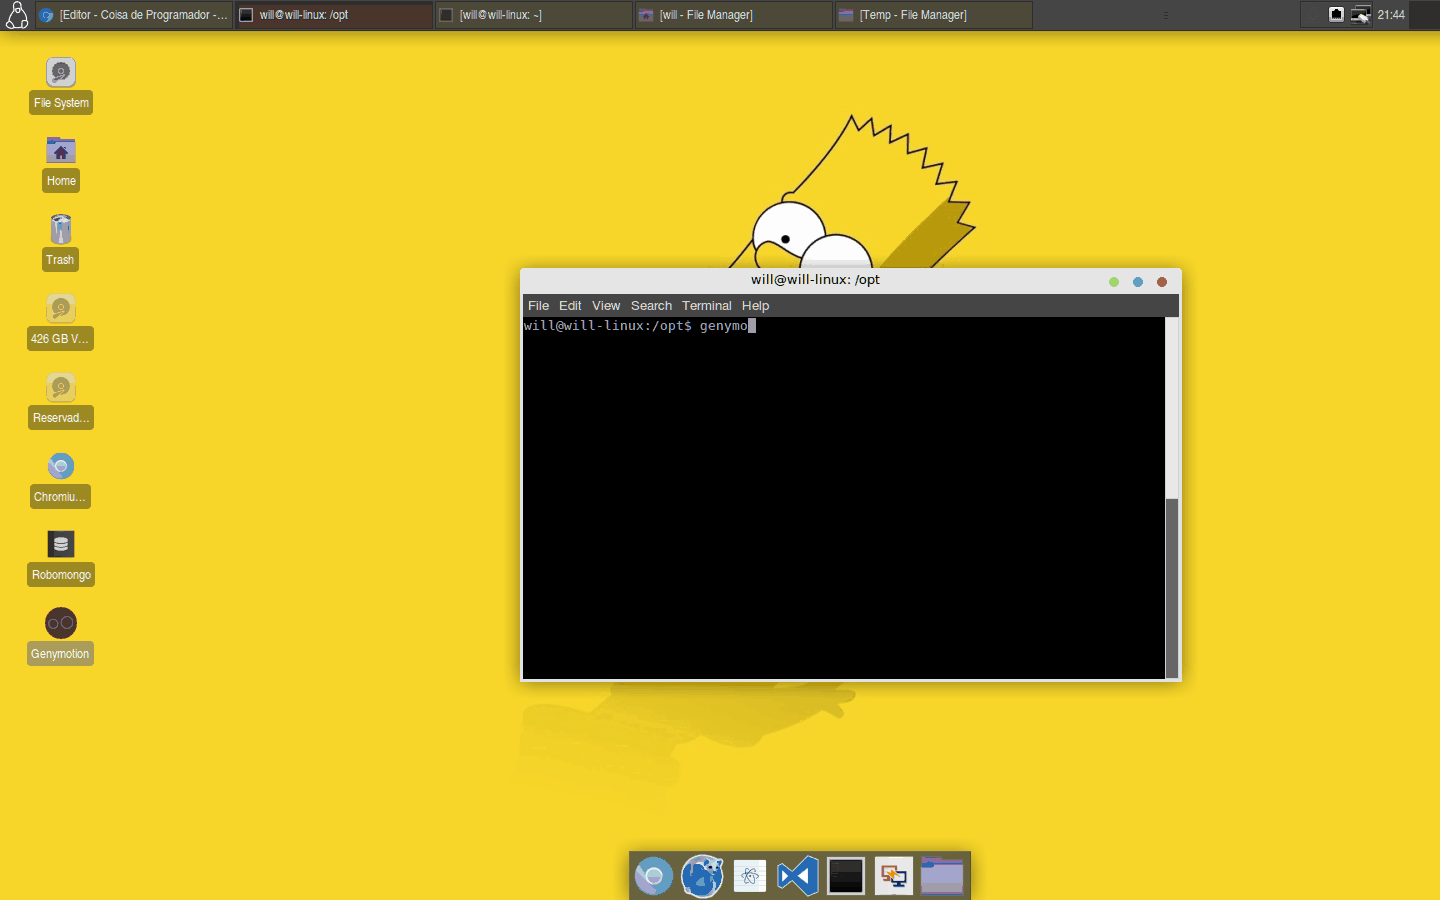 [Editor - Coisa de Programador -...
will@will-linux: /opt
[will@will-linux: ~]
[will - File Manager]
[Temp - File Manager]
21:44
File System
Home
Trash
426 GB V...
Reservad...
Chromiu...
Robomongo
Genymotion
will@will-linux: /opt
File Edit View Search Terminal Help
will@will-linux:/opt$ genymo